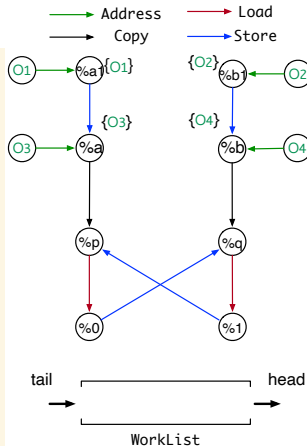 Address Load
Copy Store
O1 %a1 {O1} {O2} %b1 O2
{O3} {O4}
O3 %a %b O4
%p %q
%0 %1
tail head
WorkList